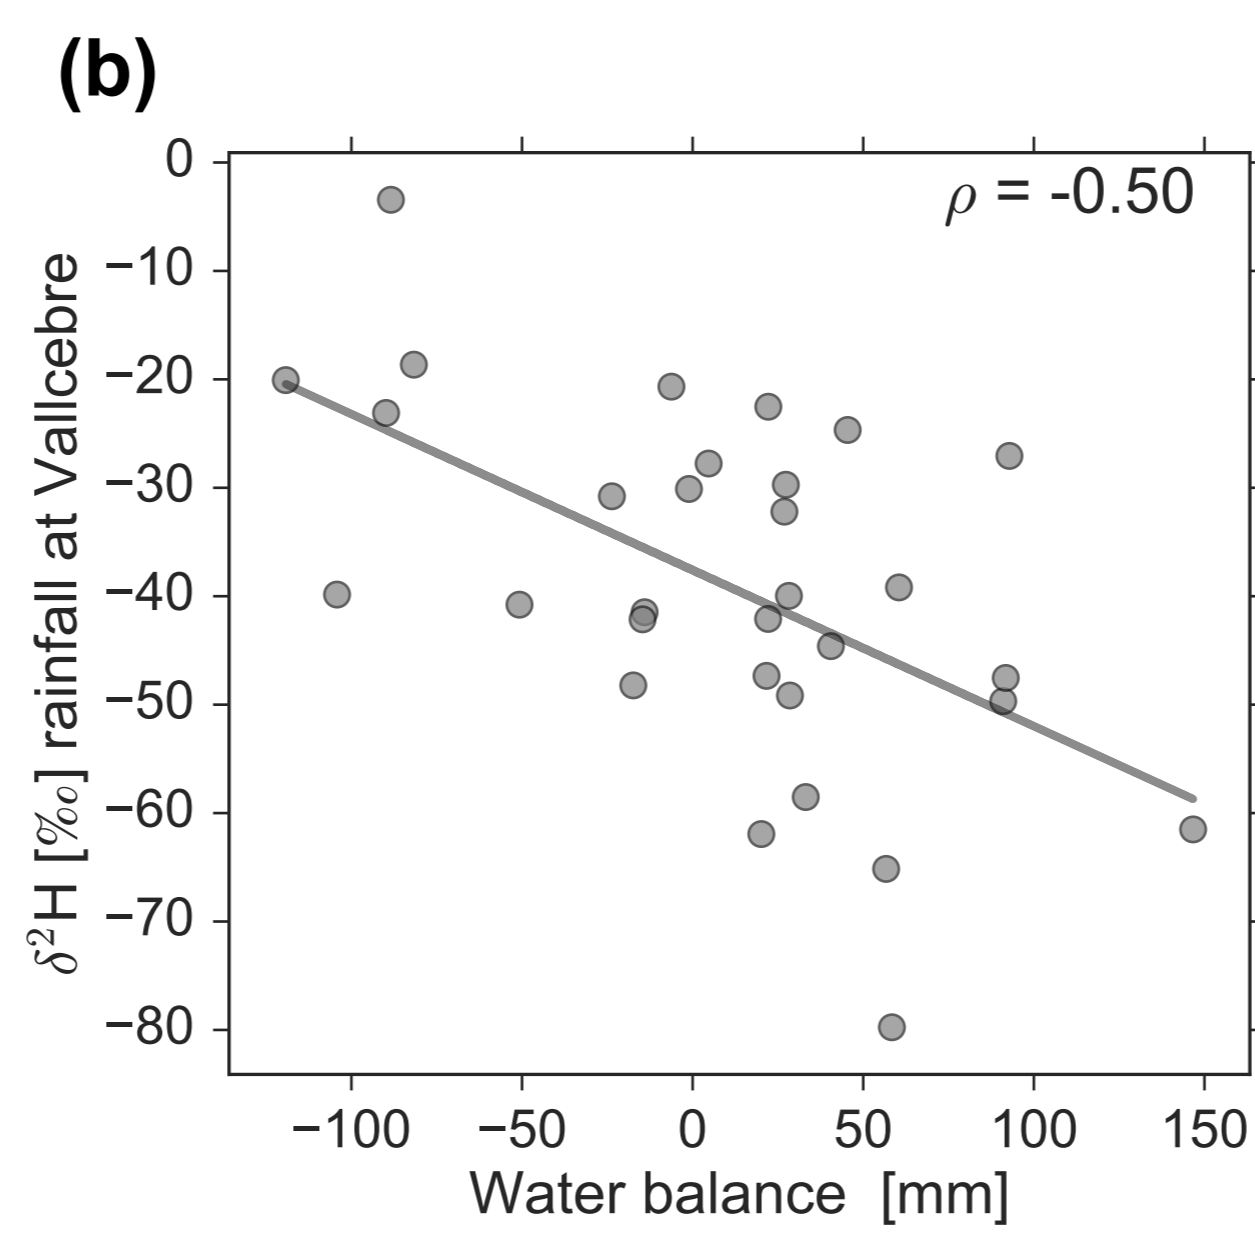 (b)
ρ = -0.50
δ²H [‰] rainfall at Vallcebre
0
−10
−20
−30
−40
−50
−60
−70
−80
−100 −50 0 50 100 150
Water balance [mm]